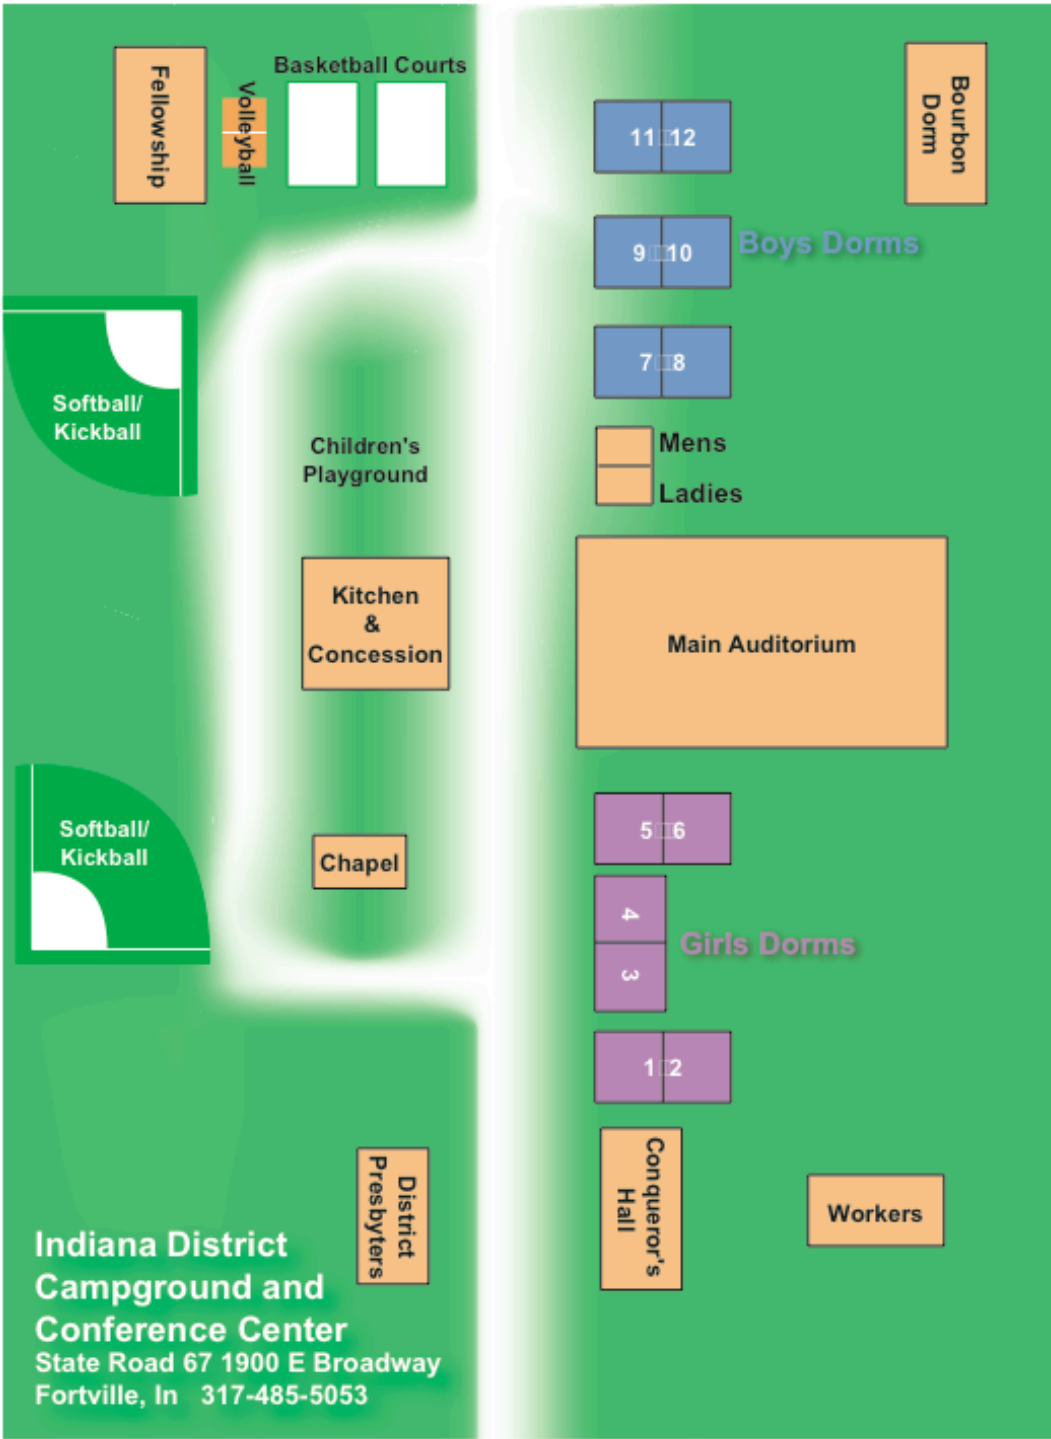 Basketball Courts
Fellowship
Volleyball
Bourbon
Dorm
11 12
9 10
Boys Dorms
7 8
Softball/
Kickball
Children's
Playground
Mens
Ladies
Kitchen
&
Concession
Main Auditorium
Softball/
Kickball
Chapel
5 6
4
3
Girls Dorms
1 2
District
Presbyters
Conqueror's
Hall
Workers
Indiana District
Campground and
Conference Center
State Road 67 1900 E Broadway
Fortville, In 317-485-5053